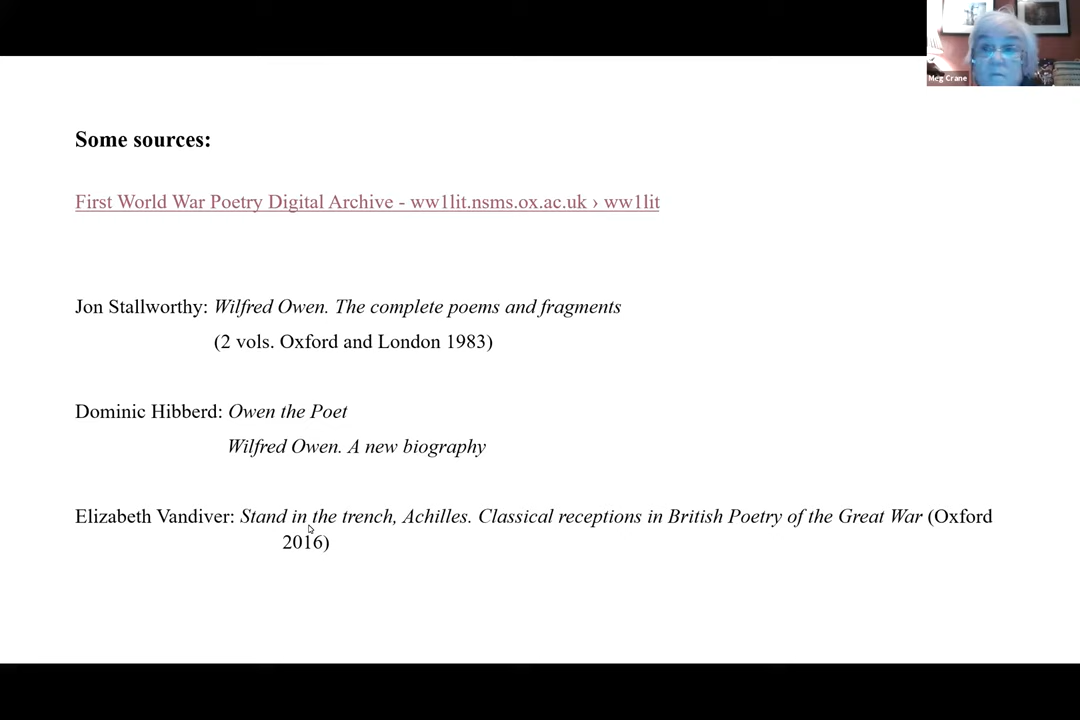 Meg Crane
Some sources:
First World War Poetry Digital Archive - ww1lit.nsms.ox.ac.uk › ww1lit
Jon Stallworthy: Wilfred Owen. The complete poems and fragments
(2 vols. Oxford and London 1983)
Dominic Hibberd: Owen the Poet
Wilfred Owen. A new biography
Elizabeth Vandiver: Stand in the trench, Achilles. Classical receptions in British Poetry of the Great War (Oxford
2016)